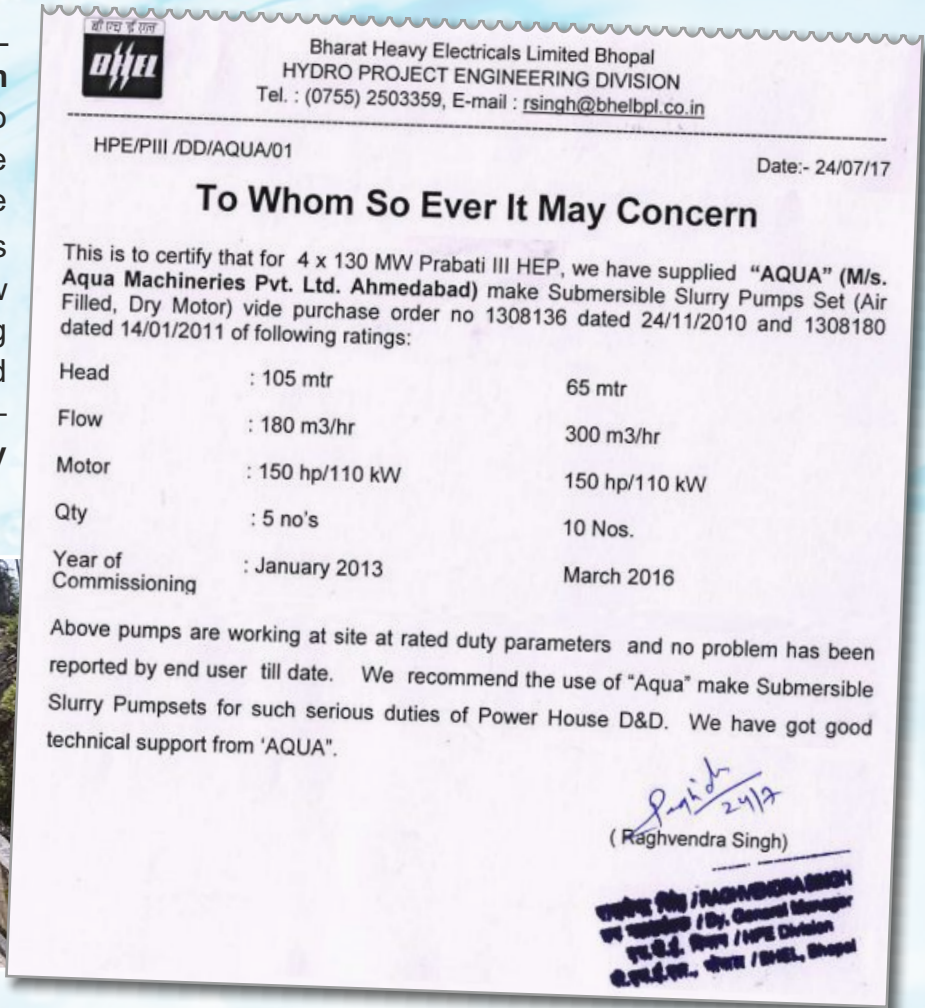 बी एच ई एल
BHEL
Bharat Heavy Electricals Limited Bhopal
HYDRO PROJECT ENGINEERING DIVISION
Tel. : (0755) 2503359, E-mail : rsingh@bhelbpl.co.in
HPE/PIII /DD/AQUA/01
Date:- 24/07/17
To Whom So Ever It May Concern
This is to certify that for 4 x 130 MW Prabati III HEP, we have supplied "AQUA" (M/s.
Aqua Machineries Pvt. Ltd. Ahmedabad) make Submersible Slurry Pumps Set (Air
Filled, Dry Motor) vide purchase order no 1308136 dated 24/11/2010 and 1308180
dated 14/01/2011 of following ratings:
Head : 105 mtr 65 mtr
Flow : 180 m3/hr 300 m3/hr
Motor : 150 hp/110 kW 150 hp/110 kW
Qty : 5 no's 10 Nos.
Year of
Commissioning : January 2013 March 2016
Above pumps are working at site at rated duty parameters and no problem has been
reported by end user till date. We recommend the use of "Aqua" make Submersible
Slurry Pumpsets for such serious duties of Power House D&D. We have got good
technical support from 'AQUA".
24/7
( Raghvendra Singh)
सिंह / RAGHVENDRA SINGH
/ Dy. General Manager
विभाग / HPE Division
भोपाल / BHEL, Bhopal